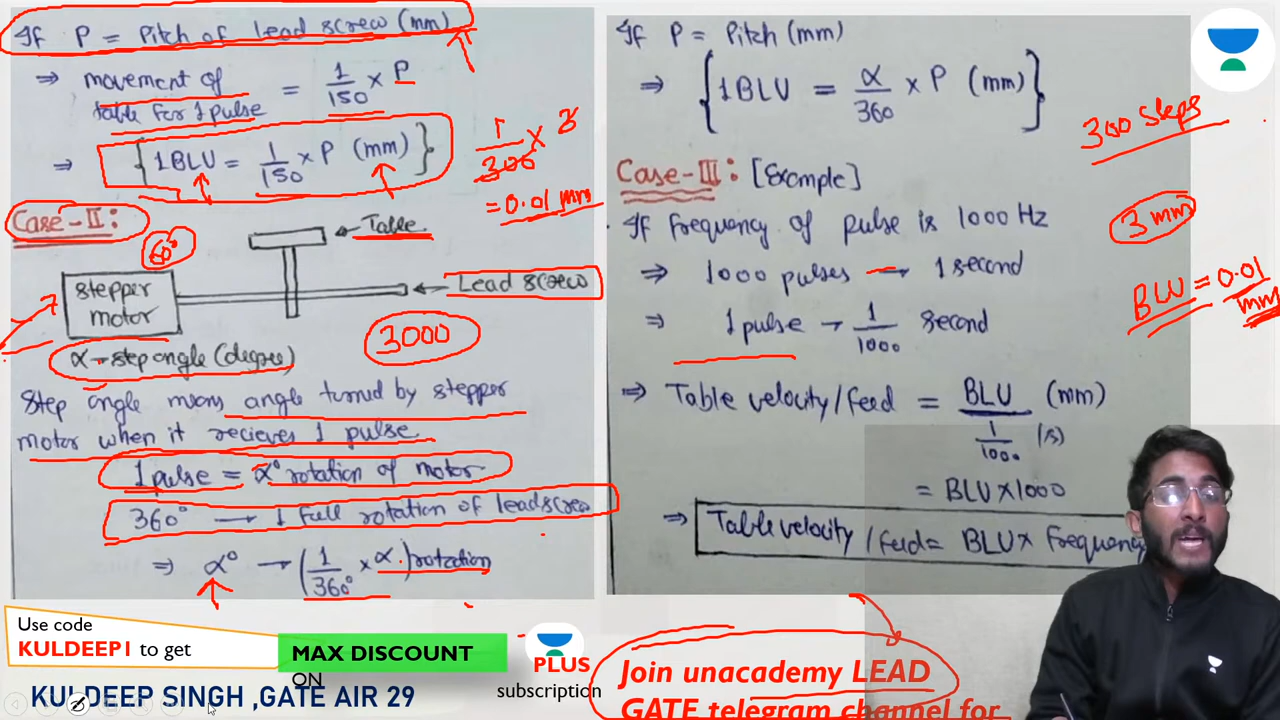 If P = Pitch of lead screw (mm)
⇒ movement of
table for 1 pulse = 1/150 × P
⇒ {1BLU = 1/150 × P (mm)}
1/300 × 3
= 0.01 mm
Case-II:
60°
Table
stepper
motor
Lead screw
3000
α → step angle (degree)
Step angle means angle turned by stepper
motor when it recieves 1 pulse.
1 pulse = α° rotation of motor
360° → 1 full rotation of leadscrew
⇒ α° → (1/360° × α) rotation
If P = Pitch (mm)
⇒ {1BLU = α/360 × P (mm)}
300 steps
Case-III: [Example]
3 mm
If frequency of pulse is 1000 Hz
⇒ 1000 pulses → 1 second
BLU = 0.01
mm
⇒ 1 pulse → 1/1000 second
⇒ Table velocity/feed = BLU (mm) / 1/1000 (s)
= BLU×1000
⇒ Table velocity/feed = BLU × frequency
Use code
KULDEEP1 to get
MAX DISCOUNT
ON
PLUS
subscription
KULDEEP SINGH ,GATE AIR 29
Join unacademy LEAD
GATE telegram channel for